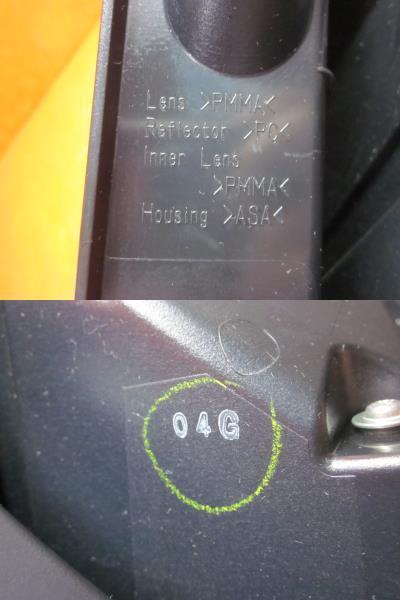 Lens >PMMA<
Reflector >PC<
Inner Lens
>PMMA<
Housing >ASA<
04G